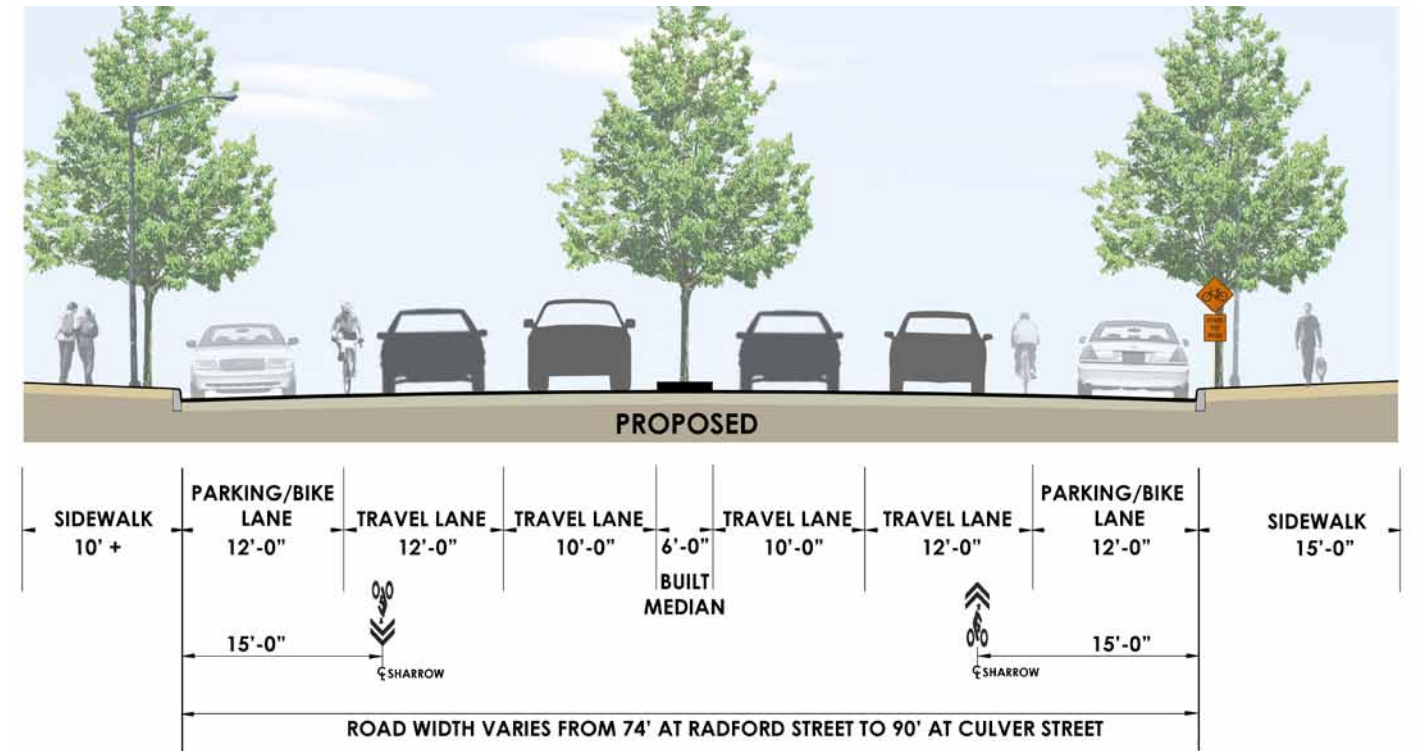 PROPOSED
SIDEWALK
10' +
PARKING/BIKE
LANE
12'-0"
TRAVEL LANE
12'-0"
TRAVEL LANE
10'-0"
6'-0"
BUILT
MEDIAN
TRAVEL LANE
10'-0"
TRAVEL LANE
12'-0"
PARKING/BIKE
LANE
12'-0"
SIDEWALK
15'-0"
15'-0"
℄ SHARROW
15'-0"
℄ SHARROW
ROAD WIDTH VARIES FROM 74' AT RADFORD STREET TO 90' AT CULVER STREET